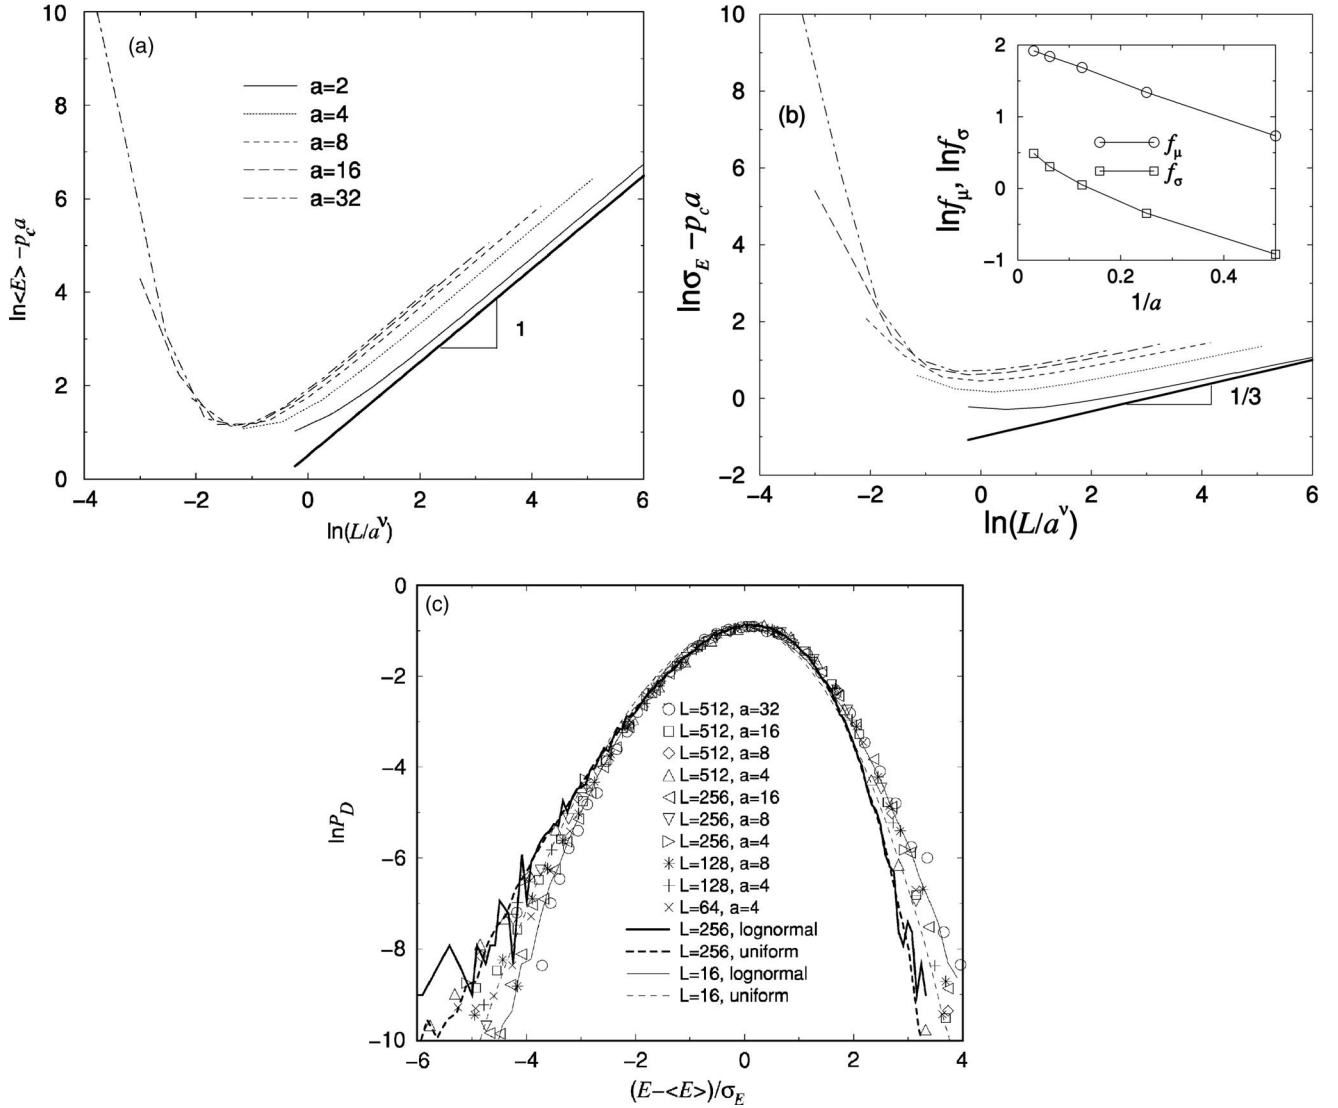 (a)
a=2
a=4
a=8
a=16
a=32
10
8
6
4
2
0
ln<E> −p_c a
1
−4
−2
0
2
4
6
ln(L/a^ν)
(b)
10
8
6
4
2
0
−2
lnσ_E −p_c a
1/3
−4
−2
0
2
4
6
ln(L/a^ν)
2
1
0
−1
lnf_μ, lnf_σ
f_μ
f_σ
0
0.2
0.4
1/a
(c)
0
−2
−4
−6
−8
−10
lnP_D
L=512, a=32
L=512, a=16
L=512, a=8
L=512, a=4
L=256, a=16
L=256, a=8
L=256, a=4
L=128, a=8
L=128, a=4
L=64, a=4
L=256, lognormal
L=256, uniform
L=16, lognormal
L=16, uniform
−6
−4
−2
0
2
4
(E−<E>)/σ_E